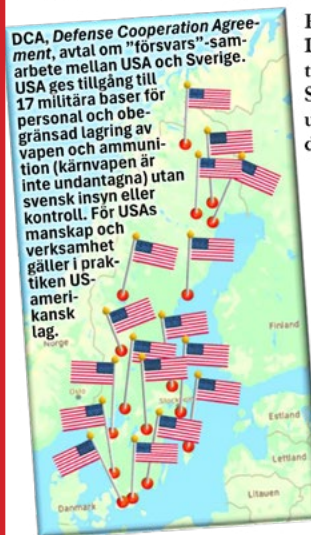 DCA, Defense Cooperation Agree-
ment, avtal om ”försvars”-sam-
arbete mellan USA och Sverige.
USA ges tillgång till
17 militära baser för
personal och obe-
gränsad lagring av
vapen och ammuni-
tion (kärnvapen är
inte undantagna) utan
svensk insyn eller
kontroll. För USAs
manskap och
verksamhet
gäller i prak-
tiken US-
ameri-
kansk
lag.
Norge
Finland
Oslo
Estland
Lettland
Danmark
Litauen